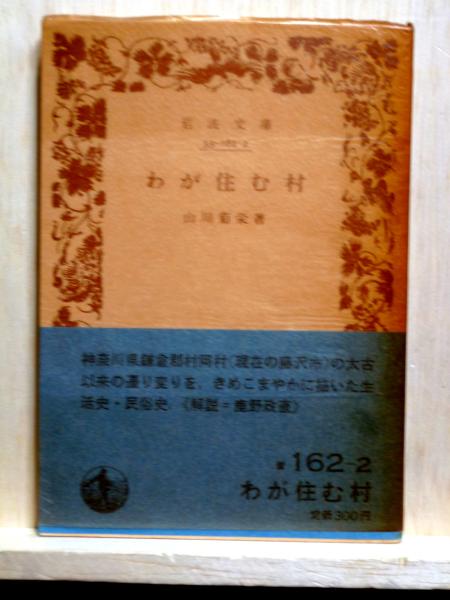 岩波文庫
33-162-2
わが住む村
山川菊栄著
神奈川県鎌倉郡村岡村(現在の藤沢市)の太古
以来の遷り変りを、きめこまやかに描いた生
活史・民俗史。《解説=鹿野政直》
青 162-2
わが住む村
定価300円